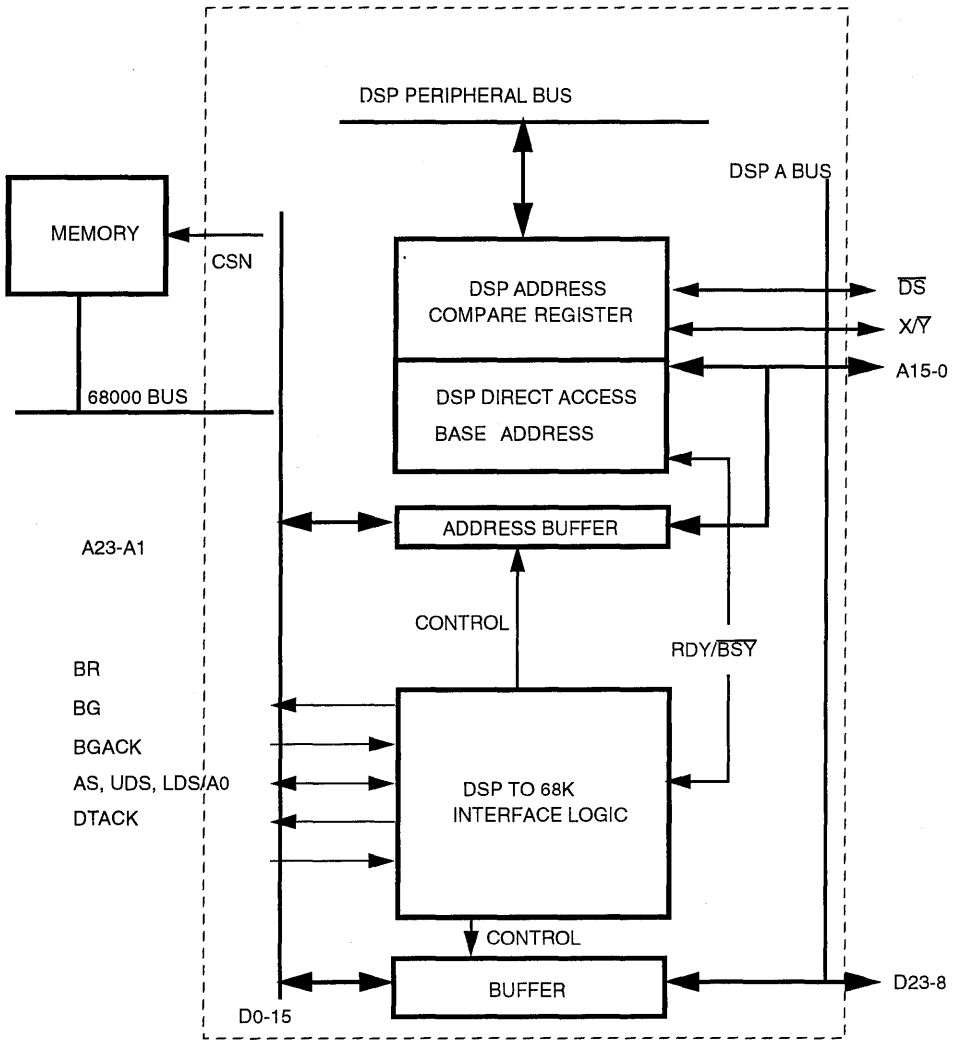 DSP PERIPHERAL BUS
DSP A BUS
MEMORY
CSN
DSP ADDRESS
COMPARE REGISTER
D̅S̅
X/Y̅
A15-0
68000 BUS
DSP DIRECT ACCESS
BASE ADDRESS
ADDRESS BUFFER
A23-A1
CONTROL
RDY/B̅S̅Y̅
BR
BG
BGACK
AS, UDS, LDS/A0
DTACK
DSP TO 68K
INTERFACE LOGIC
CONTROL
BUFFER
D23-8
D0-15